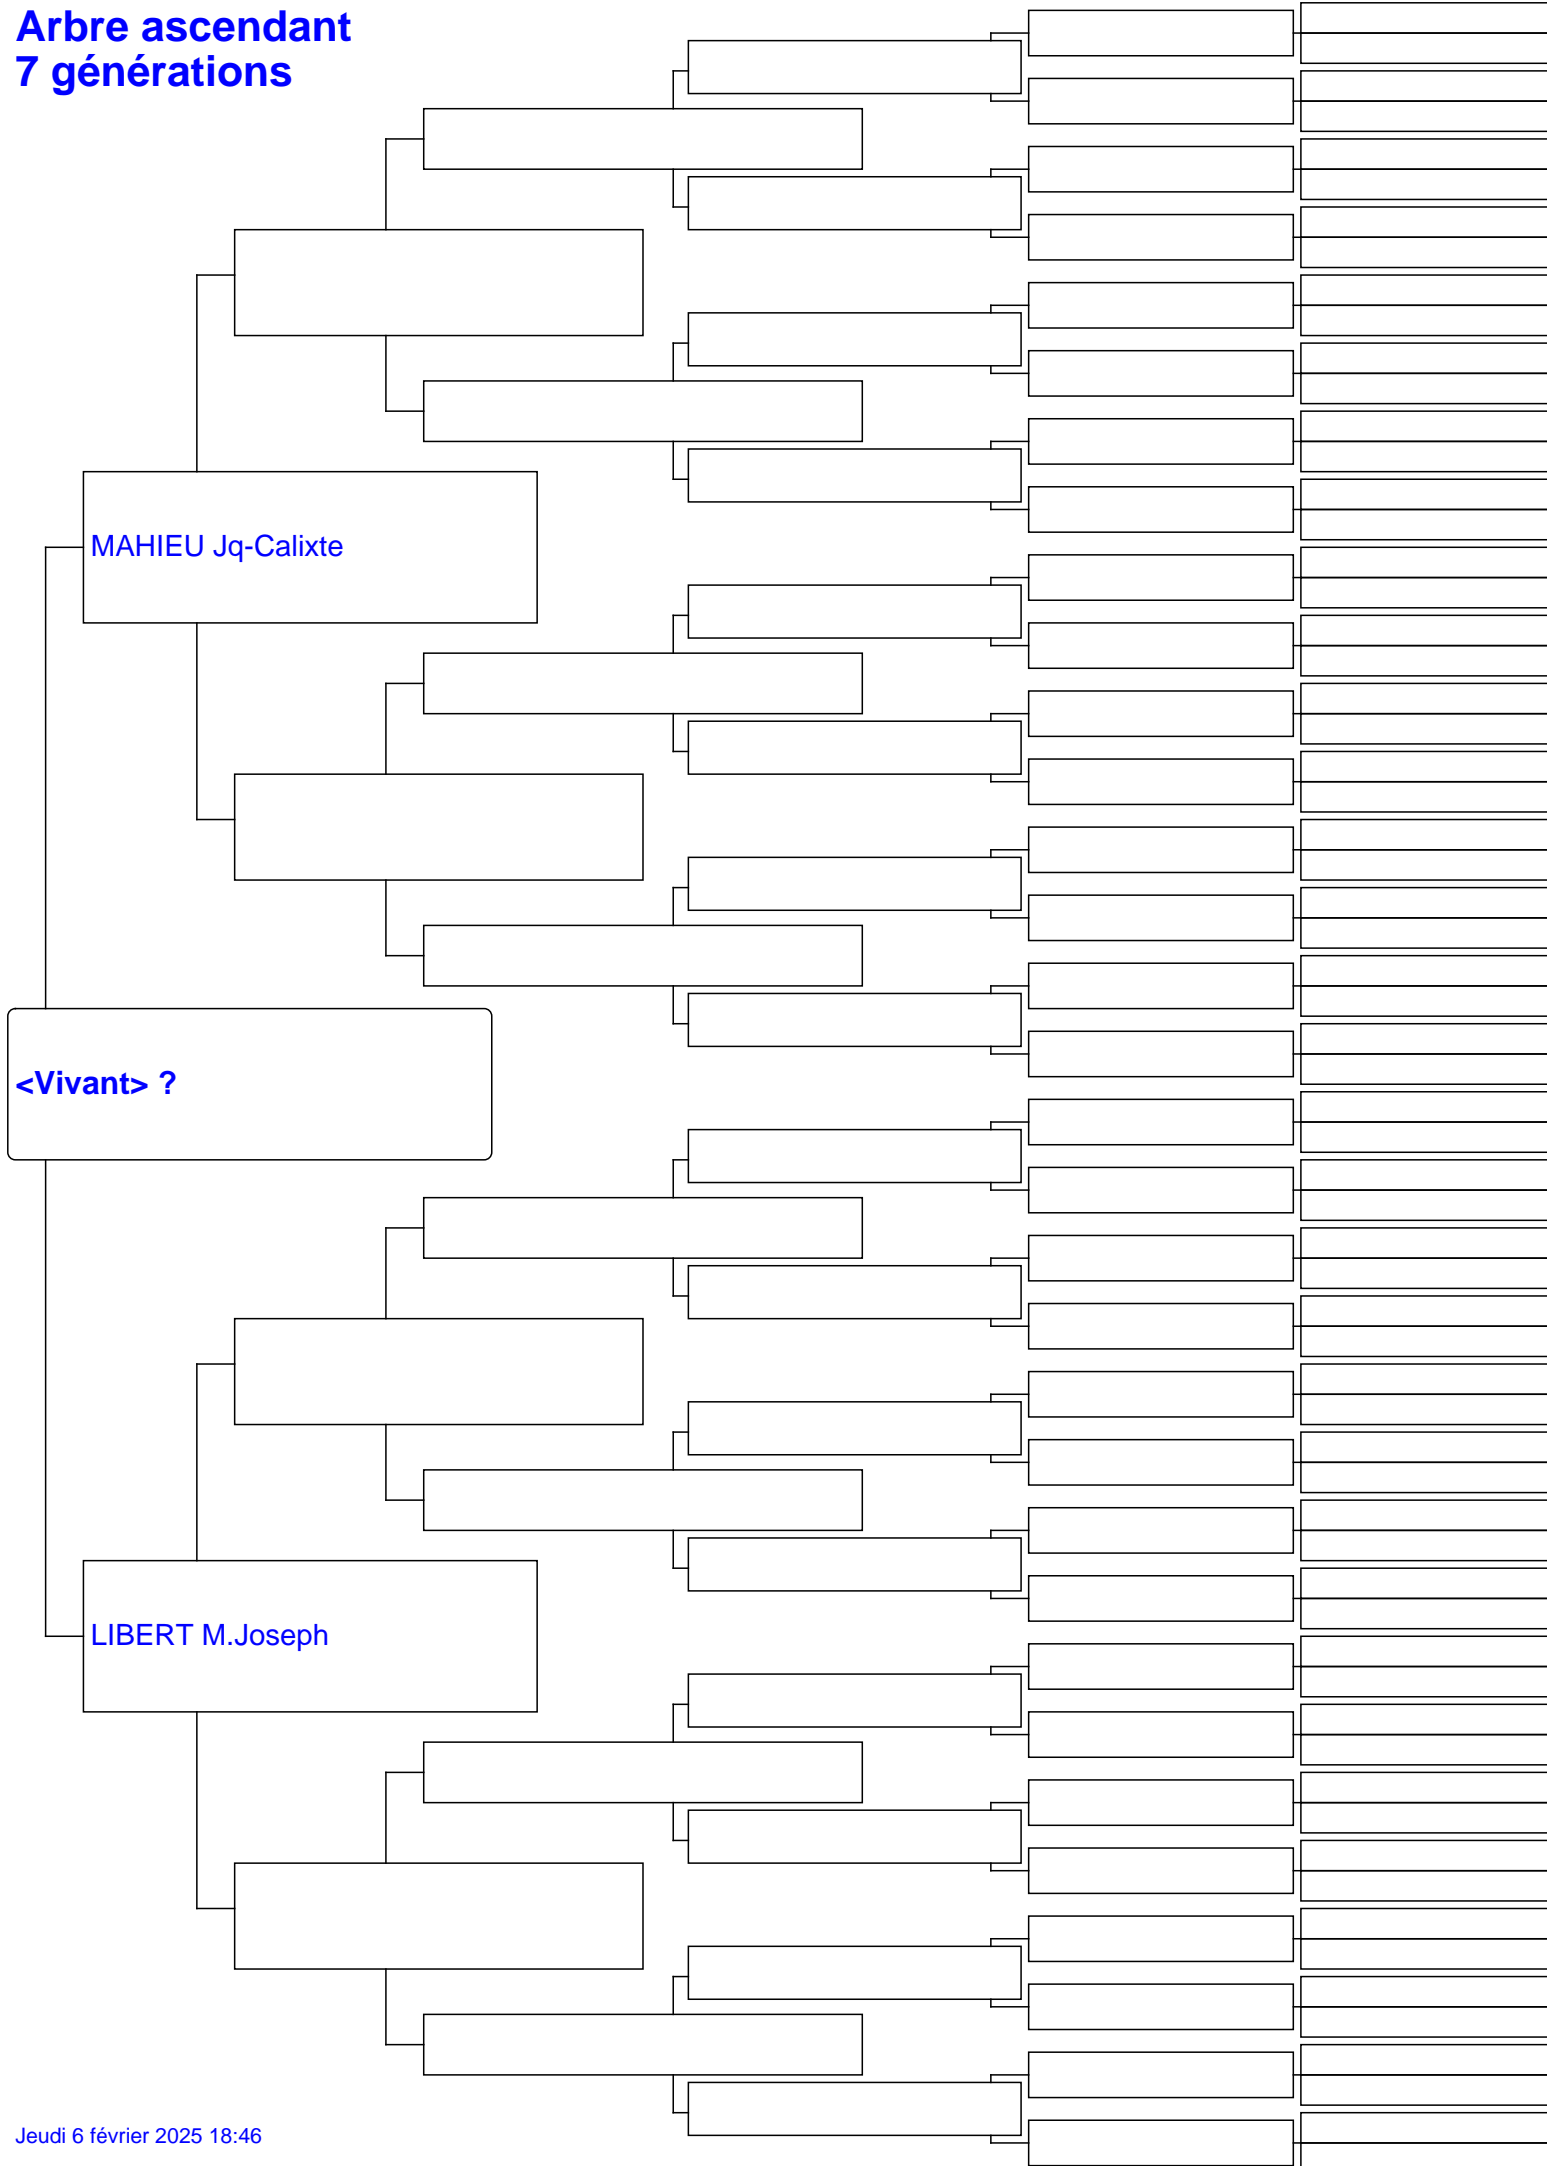 Arbre ascendant
7 générations
MAHIEU Jq-Calixte
<Vivant> ?
LIBERT M.Joseph
Jeudi 6 février 2025 18:46